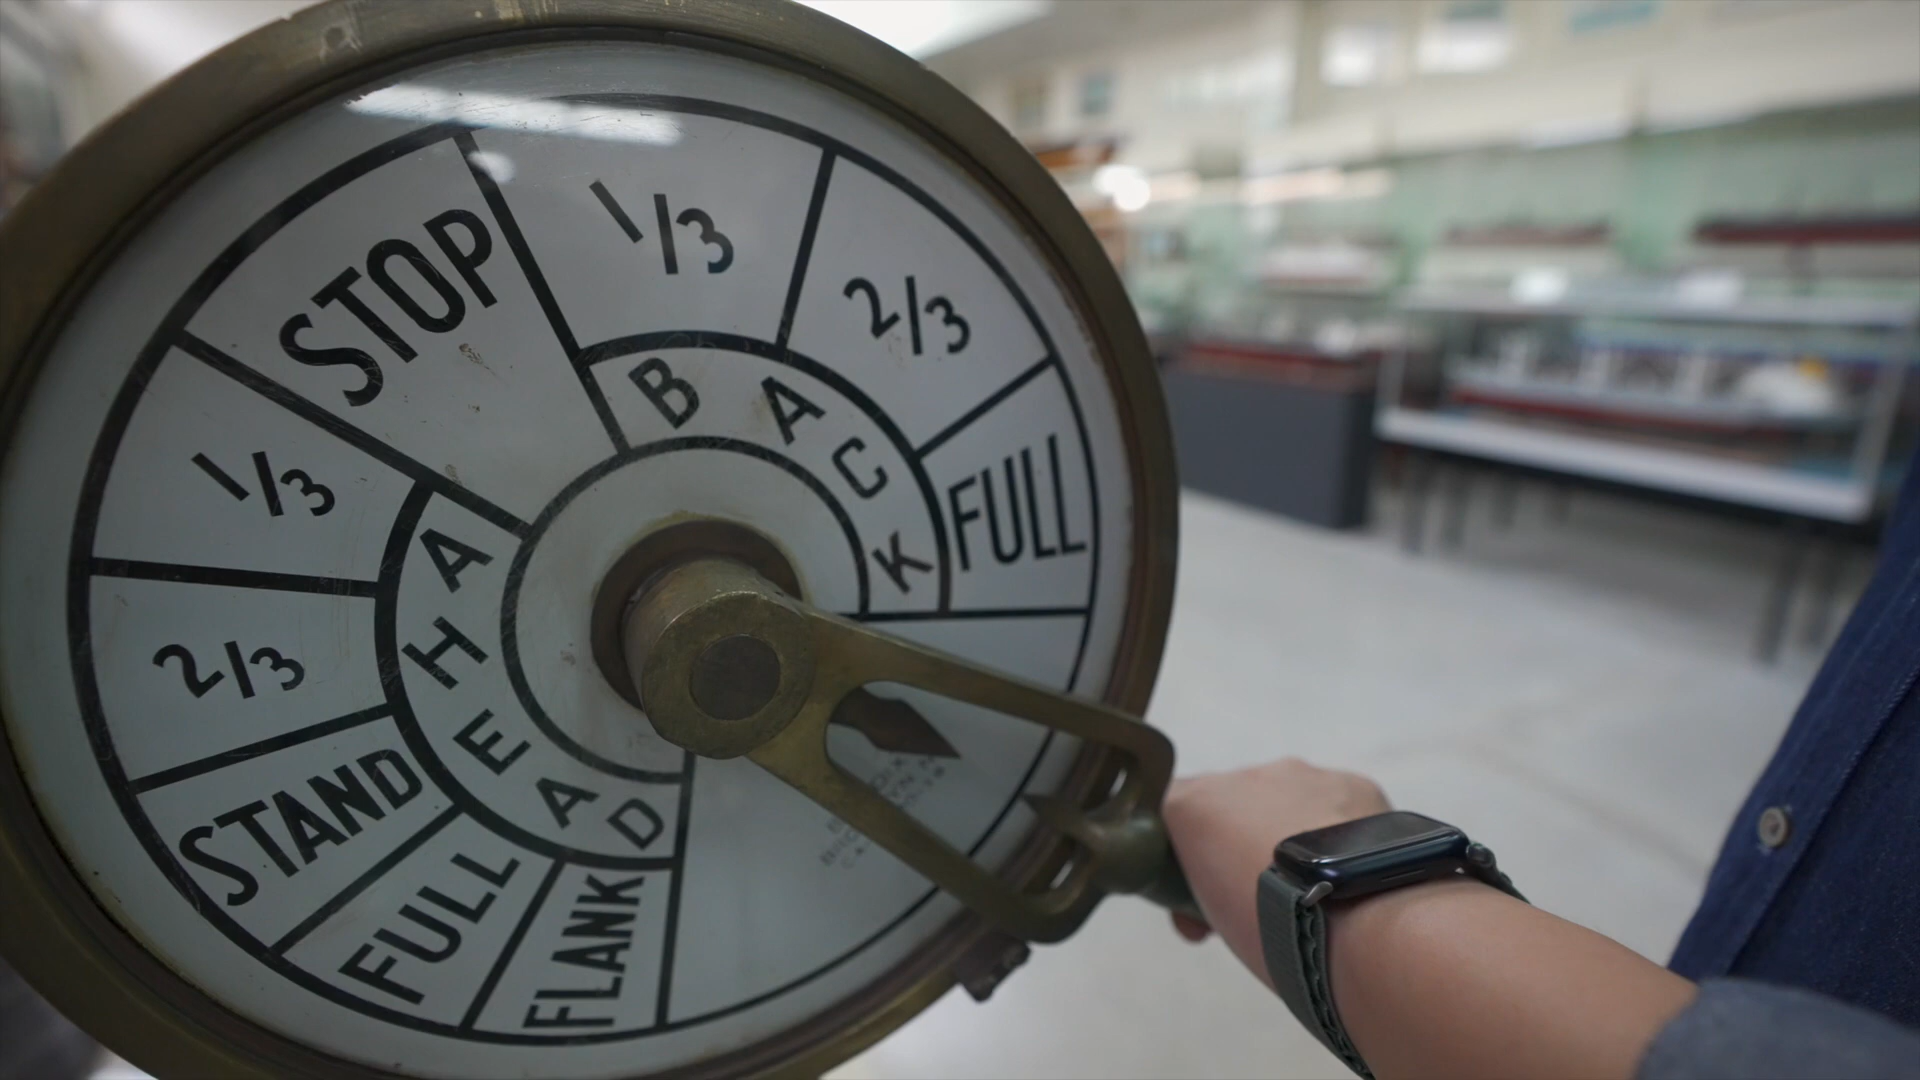 STOP
1/3
2/3
FULL
BACK
1/3
2/3
STAND
FULL
FLANK
AHEAD